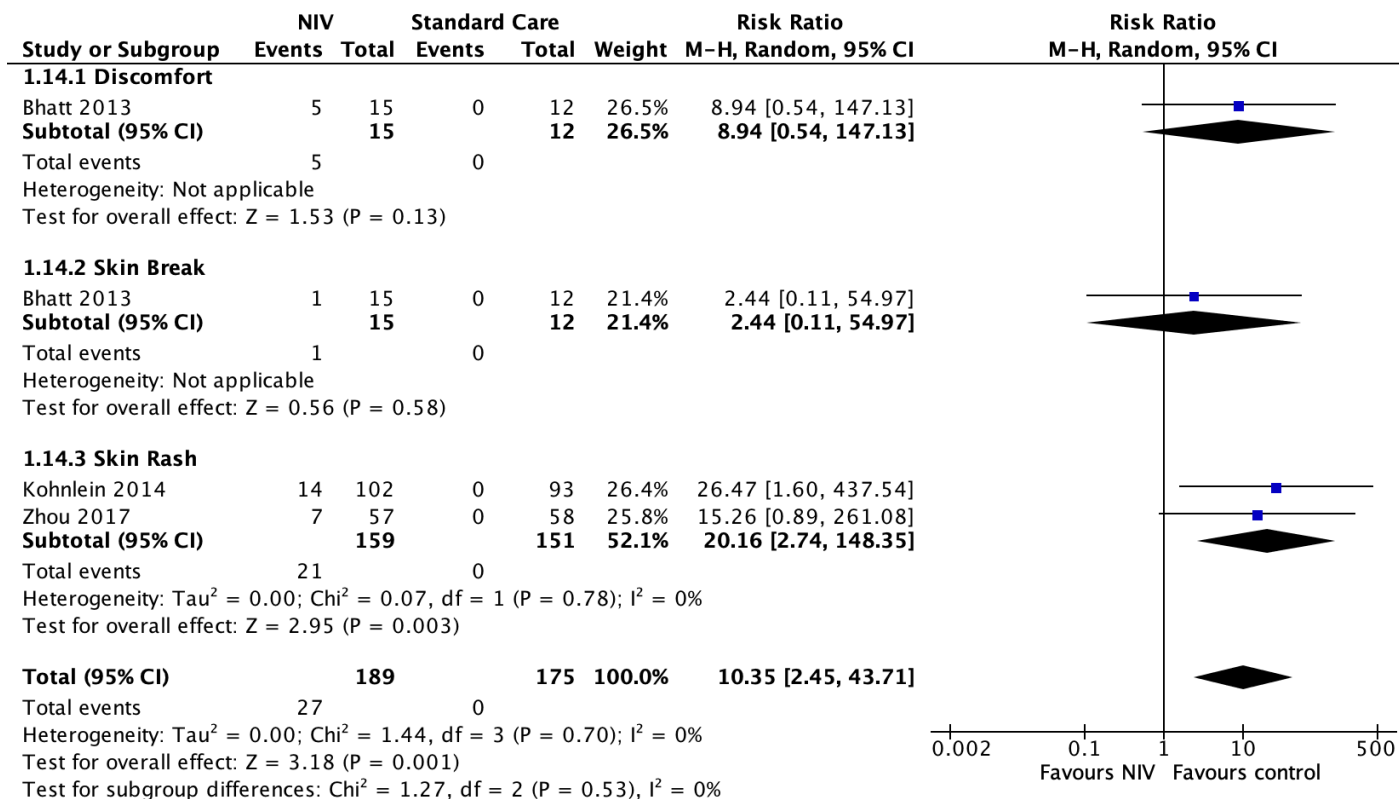 NIV Standard Care Risk Ratio Risk Ratio
Study or Subgroup Events Total Events Total Weight M-H, Random, 95% CI M-H, Random, 95% CI
1.14.1 Discomfort
Bhatt 2013 5 15 0 12 26.5% 8.94 [0.54, 147.13]
Subtotal (95% CI) 15 12 26.5% 8.94 [0.54, 147.13]
Total events 5 0
Heterogeneity: Not applicable
Test for overall effect: Z = 1.53 (P = 0.13)
1.14.2 Skin Break
Bhatt 2013 1 15 0 12 21.4% 2.44 [0.11, 54.97]
Subtotal (95% CI) 15 12 21.4% 2.44 [0.11, 54.97]
Total events 1 0
Heterogeneity: Not applicable
Test for overall effect: Z = 0.56 (P = 0.58)
1.14.3 Skin Rash
Kohnlein 2014 14 102 0 93 26.4% 26.47 [1.60, 437.54]
Zhou 2017 7 57 0 58 25.8% 15.26 [0.89, 261.08]
Subtotal (95% CI) 159 151 52.1% 20.16 [2.74, 148.35]
Total events 21 0
Heterogeneity: Tau² = 0.00; Chi² = 0.07, df = 1 (P = 0.78); I² = 0%
Test for overall effect: Z = 2.95 (P = 0.003)
Total (95% CI) 189 175 100.0% 10.35 [2.45, 43.71]
Total events 27 0
Heterogeneity: Tau² = 0.00; Chi² = 1.44, df = 3 (P = 0.70); I² = 0%
Test for overall effect: Z = 3.18 (P = 0.001)
Test for subgroup differences: Chi² = 1.27, df = 2 (P = 0.53), I² = 0%
0.002 0.1 1 10 500
Favours NIV Favours control